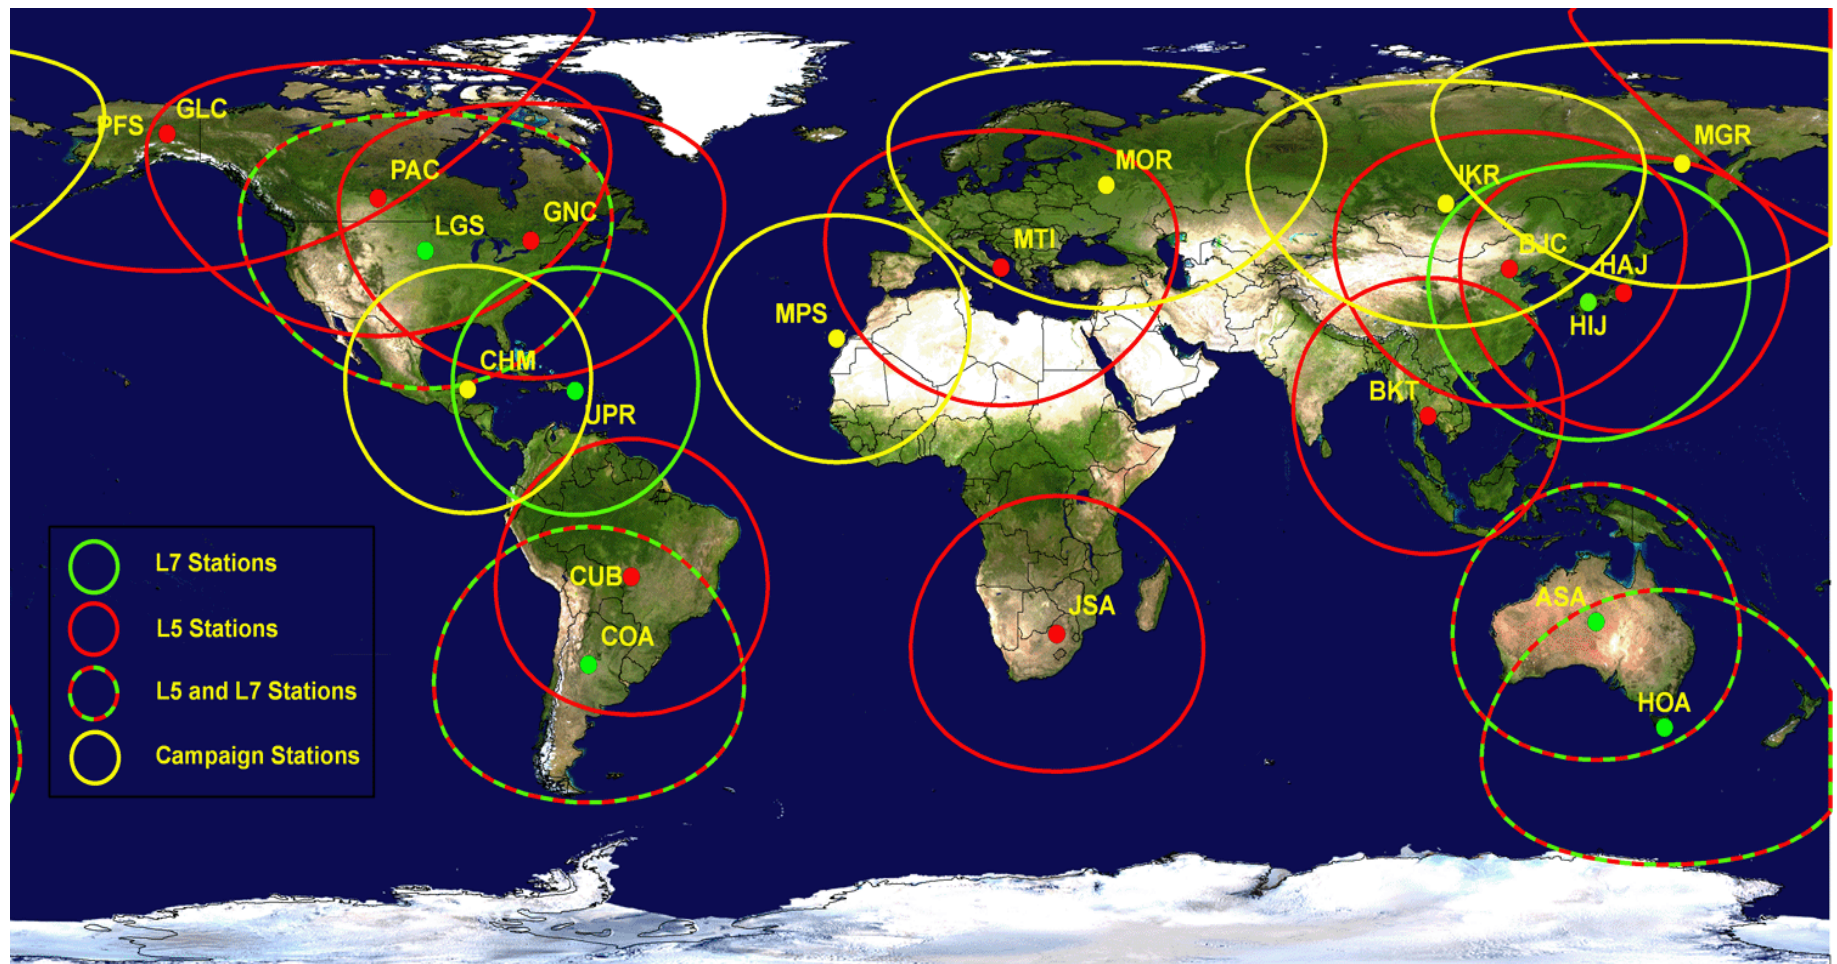 GLC
PFS
MGR
PAC
MOR
IKR
LGS
GNC
MTI
BJC
HAJ
MPS
HIJ
CHM
BKT
UPR
L7 Stations
CUB
ASA
JSA
L5 Stations
COA
L5 and L7 Stations
HOA
Campaign Stations